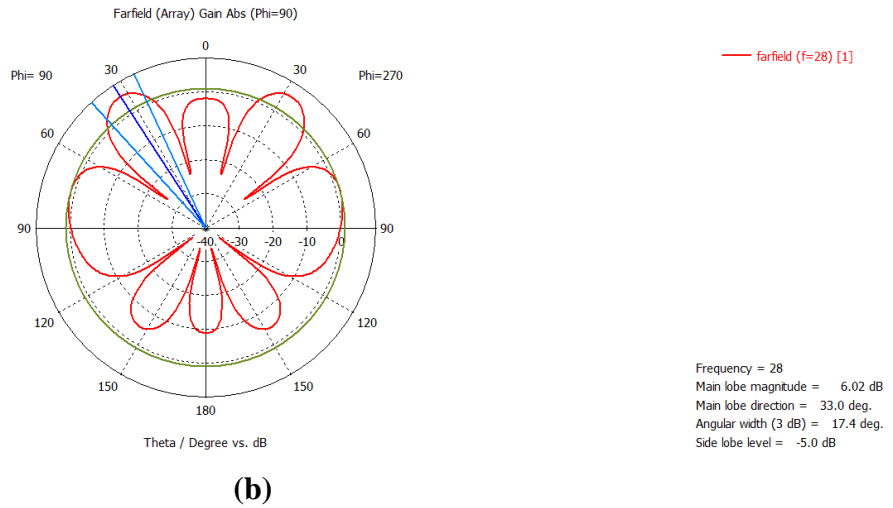 Farfield (Array) Gain Abs (Phi=90)
0
30
30
Phi= 90
Phi=270
farfield (f=28) [1]
60
60
90
-40
-30
-20
-10
0
90
120
120
150
150
180
Theta / Degree vs. dB
Frequency = 28
Main lobe magnitude = 6.02 dB
Main lobe direction = 33.0 deg.
Angular width (3 dB) = 17.4 deg.
Side lobe level = -5.0 dB
(b)